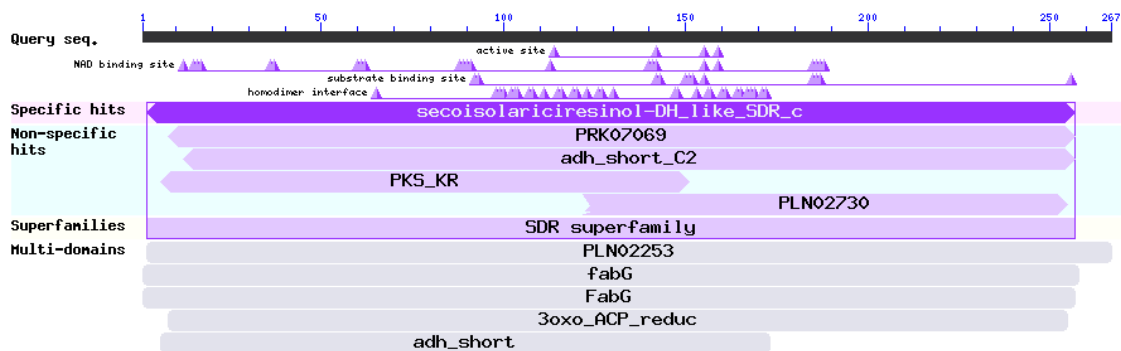 1 50 100 150 200 250 267
Query seq.
active site
NAD binding site
substrate binding site
homodimer interface
Specific hits secoisolariciresinol-DH_like_SDR_c
Non-specific hits PRK07069
adh_short_C2
PKS_KR
PLN02730
Superfamilies SDR superfamily
Multi-domains PLN02253
fabG
FabG
3oxo_ACP_reduc
adh_short